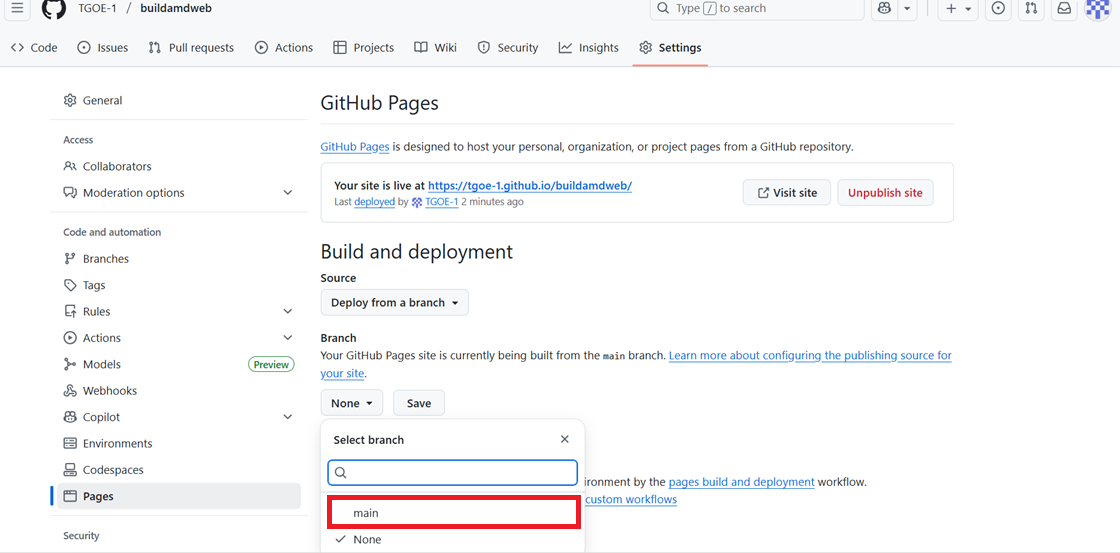 TGOE-1 / buildamdweb
Type / to search
Code Issues Pull requests Actions Projects Wiki Security Insights Settings
General
Access
Collaborators
Moderation options
Code and automation
Branches
Tags
Rules
Actions
Models Preview
Webhooks
Copilot
Environments
Codespaces
Pages
Security
GitHub Pages
GitHub Pages is designed to host your personal, organization, or project pages from a GitHub repository.
Your site is live at https://tgoe-1.github.io/buildamdweb/
Last deployed by TGOE-1 2 minutes ago
Visit site
Unpublish site
Build and deployment
Source
Deploy from a branch
Branch
Your GitHub Pages site is currently being built from the main branch. Learn more about configuring the publishing source for
your site.
None Save
Select branch
ironment by the pages build and deployment workflow.
custom workflows
main
None